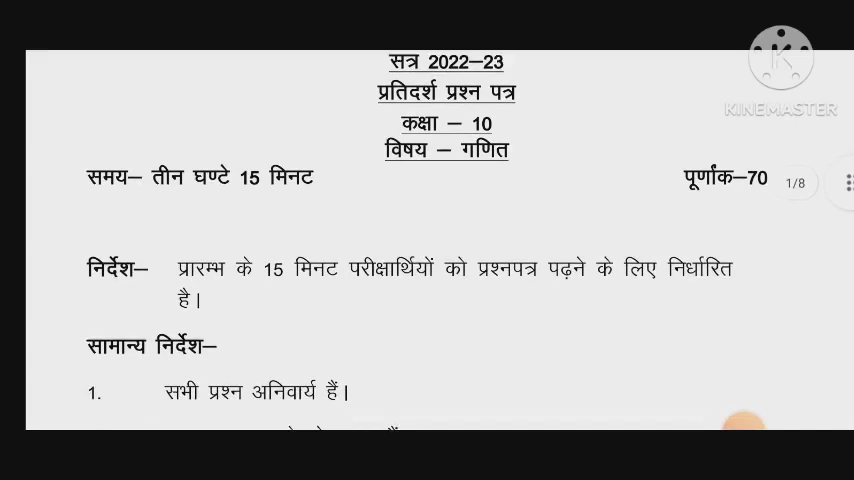 सत्र 2022–23
प्रतिदर्श प्रश्न पत्र
कक्षा – 10
विषय – गणित
समय– तीन घण्टे 15 मिनट पूर्णांक–70
1/8
KINEMASTER
निर्देश– प्रारम्भ के 15 मिनट परीक्षार्थियों को प्रश्नपत्र पढ़ने के लिए निर्धारित
है।
सामान्य निर्देश–
1. सभी प्रश्न अनिवार्य हैं।